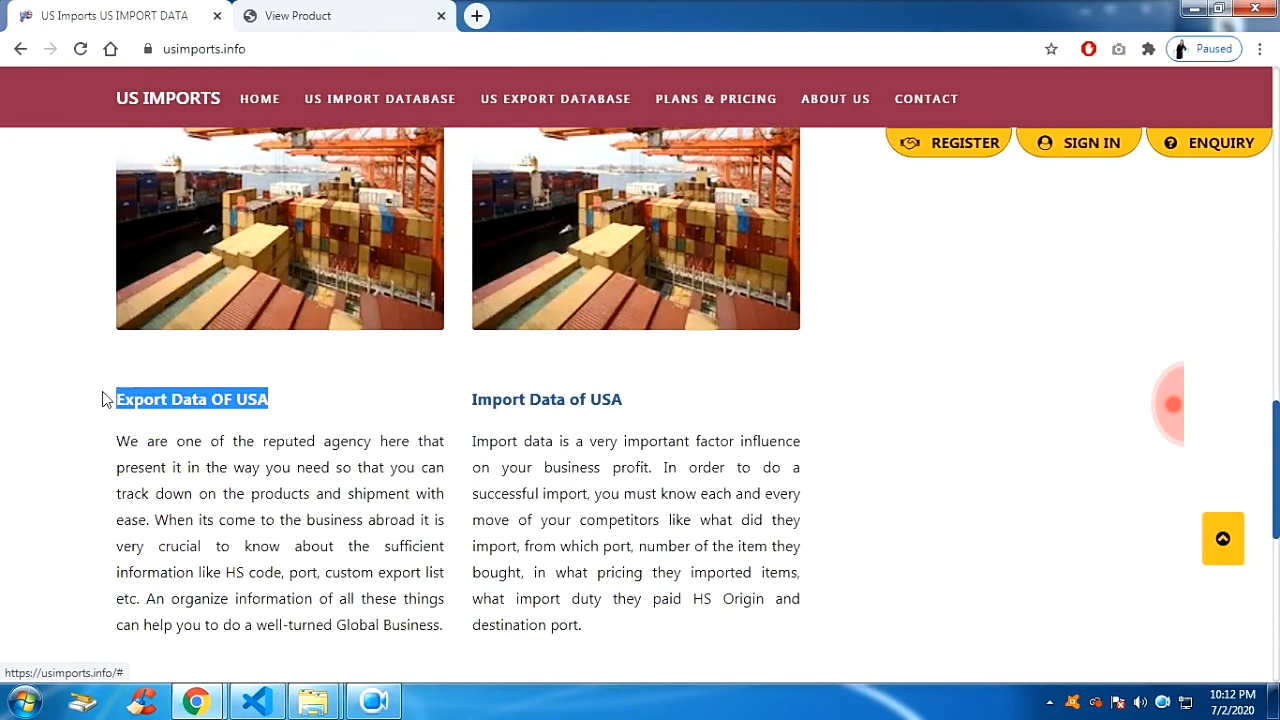 US Imports US IMPORT DATA
View Product
usimports.info
Paused
US IMPORTS
HOME
US IMPORT DATABASE
US EXPORT DATABASE
PLANS & PRICING
ABOUT US
CONTACT
REGISTER
SIGN IN
ENQUIRY
Export Data OF USA
We are one of the reputed agency here that
present it in the way you need so that you can
track down on the products and shipment with
ease. When its come to the business abroad it is
very crucial to know about the sufficient
information like HS code, port, custom export list
etc. An organize information of all these things
can help you to do a well-turned Global Business.
Import Data of USA
Import data is a very important factor influence
on your business profit. In order to do a
successful import, you must know each and every
move of your competitors like what did they
import, from which port, number of the item they
bought, in what pricing they imported items,
what import duty they paid HS Origin and
destination port.
https://usimports.info/#
10:12 PM
7/2/2020